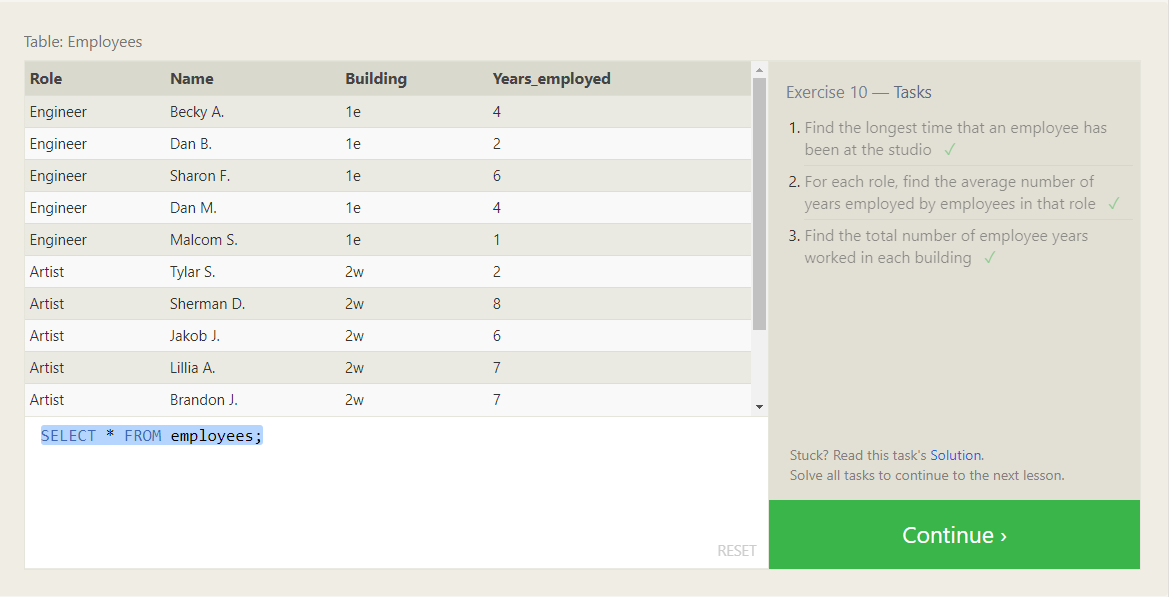 Table: Employees
Role Name Building Years_employed
Engineer Becky A. 1e 4
Engineer Dan B. 1e 2
Engineer Sharon F. 1e 6
Engineer Dan M. 1e 4
Engineer Malcom S. 1e 1
Artist Tylar S. 2w 2
Artist Sherman D. 2w 8
Artist Jakob J. 2w 6
Artist Lillia A. 2w 7
Artist Brandon J. 2w 7
SELECT * FROM employees;
RESET
Exercise 10 — Tasks
1. Find the longest time that an employee has
been at the studio ✓
2. For each role, find the average number of
years employed by employees in that role ✓
3. Find the total number of employee years
worked in each building ✓
Stuck? Read this task's Solution.
Solve all tasks to continue to the next lesson.
Continue ›